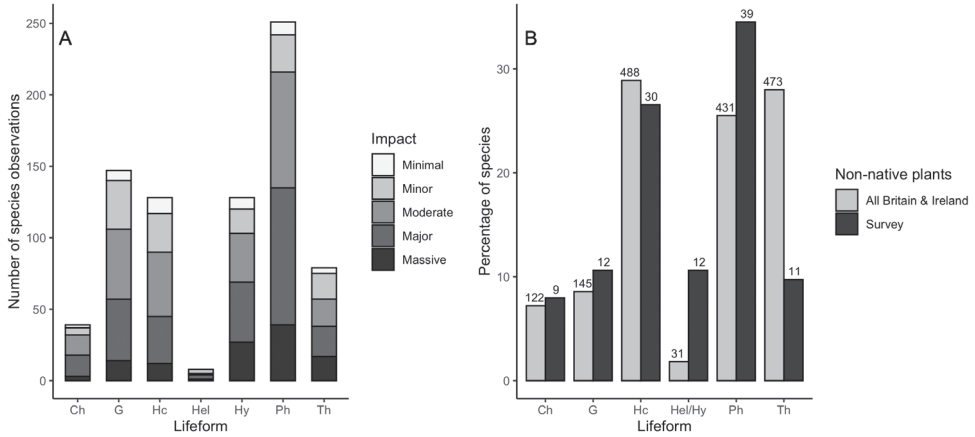 A
Number of species observations
250
200
150
100
50
0
Ch G Hc Hel Hy Ph Th
Lifeform
Impact
Minimal
Minor
Moderate
Major
Massive
B
Percentage of species
30
20
10
0
122 9 145 12 488 30 31 12 431 39 473 11
Ch G Hc Hel/Hy Ph Th
Lifeform
Non-native plants
All Britain & Ireland
Survey